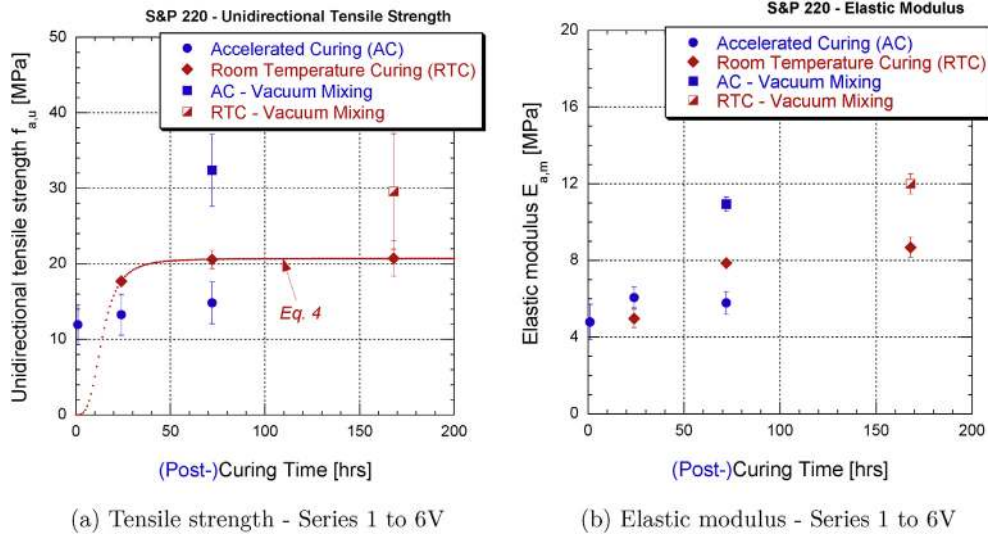 S&P 220 - Unidirectional Tensile Strength
50
40
30
20
10
0
Unidirectional tensile strength f_a,u [MPa]
Accelerated Curing (AC)
Room Temperature Curing (RTC)
AC - Vacuum Mixing
RTC - Vacuum Mixing
Eq. 4
0 50 100 150 200
(Post-)Curing Time [hrs]
(a) Tensile strength - Series 1 to 6V
S&P 220 - Elastic Modulus
20
16
12
8
4
0
Elastic modulus E_a,m [MPa]
Accelerated Curing (AC)
Room Temperature Curing (RTC)
AC - Vacuum Mixing
RTC - Vacuum Mixing
0 50 100 150 200
(Post-)Curing Time [hrs]
(b) Elastic modulus - Series 1 to 6V